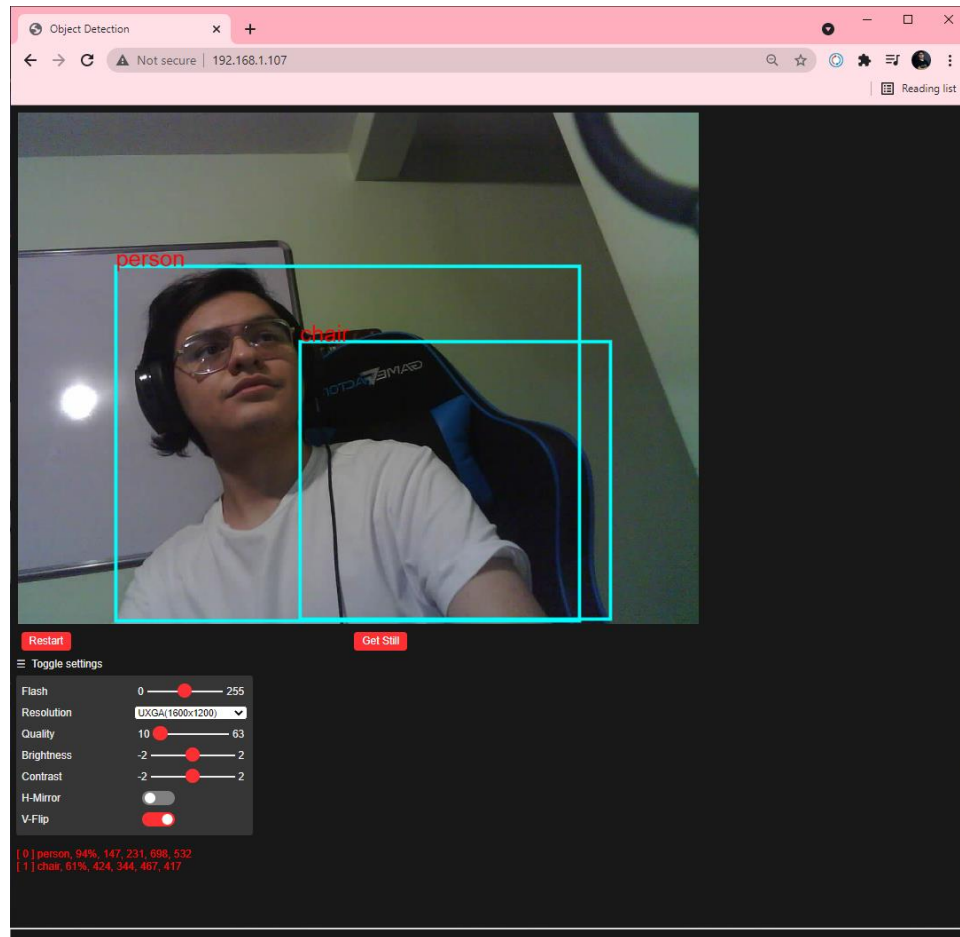 Object Detection
Not secure 192.168.1.107
Reading list
person
chair
GAMEFACTOR
Restart
Get Still
☰ Toggle settings
Flash 0 255
Resolution UXGA(1600x1200)
Quality 10 63
Brightness -2 2
Contrast -2 2
H-Mirror
V-Flip
[ 0 ] person, 94%, 147, 231, 698, 532
[ 1 ] chair, 61%, 424, 344, 467, 417